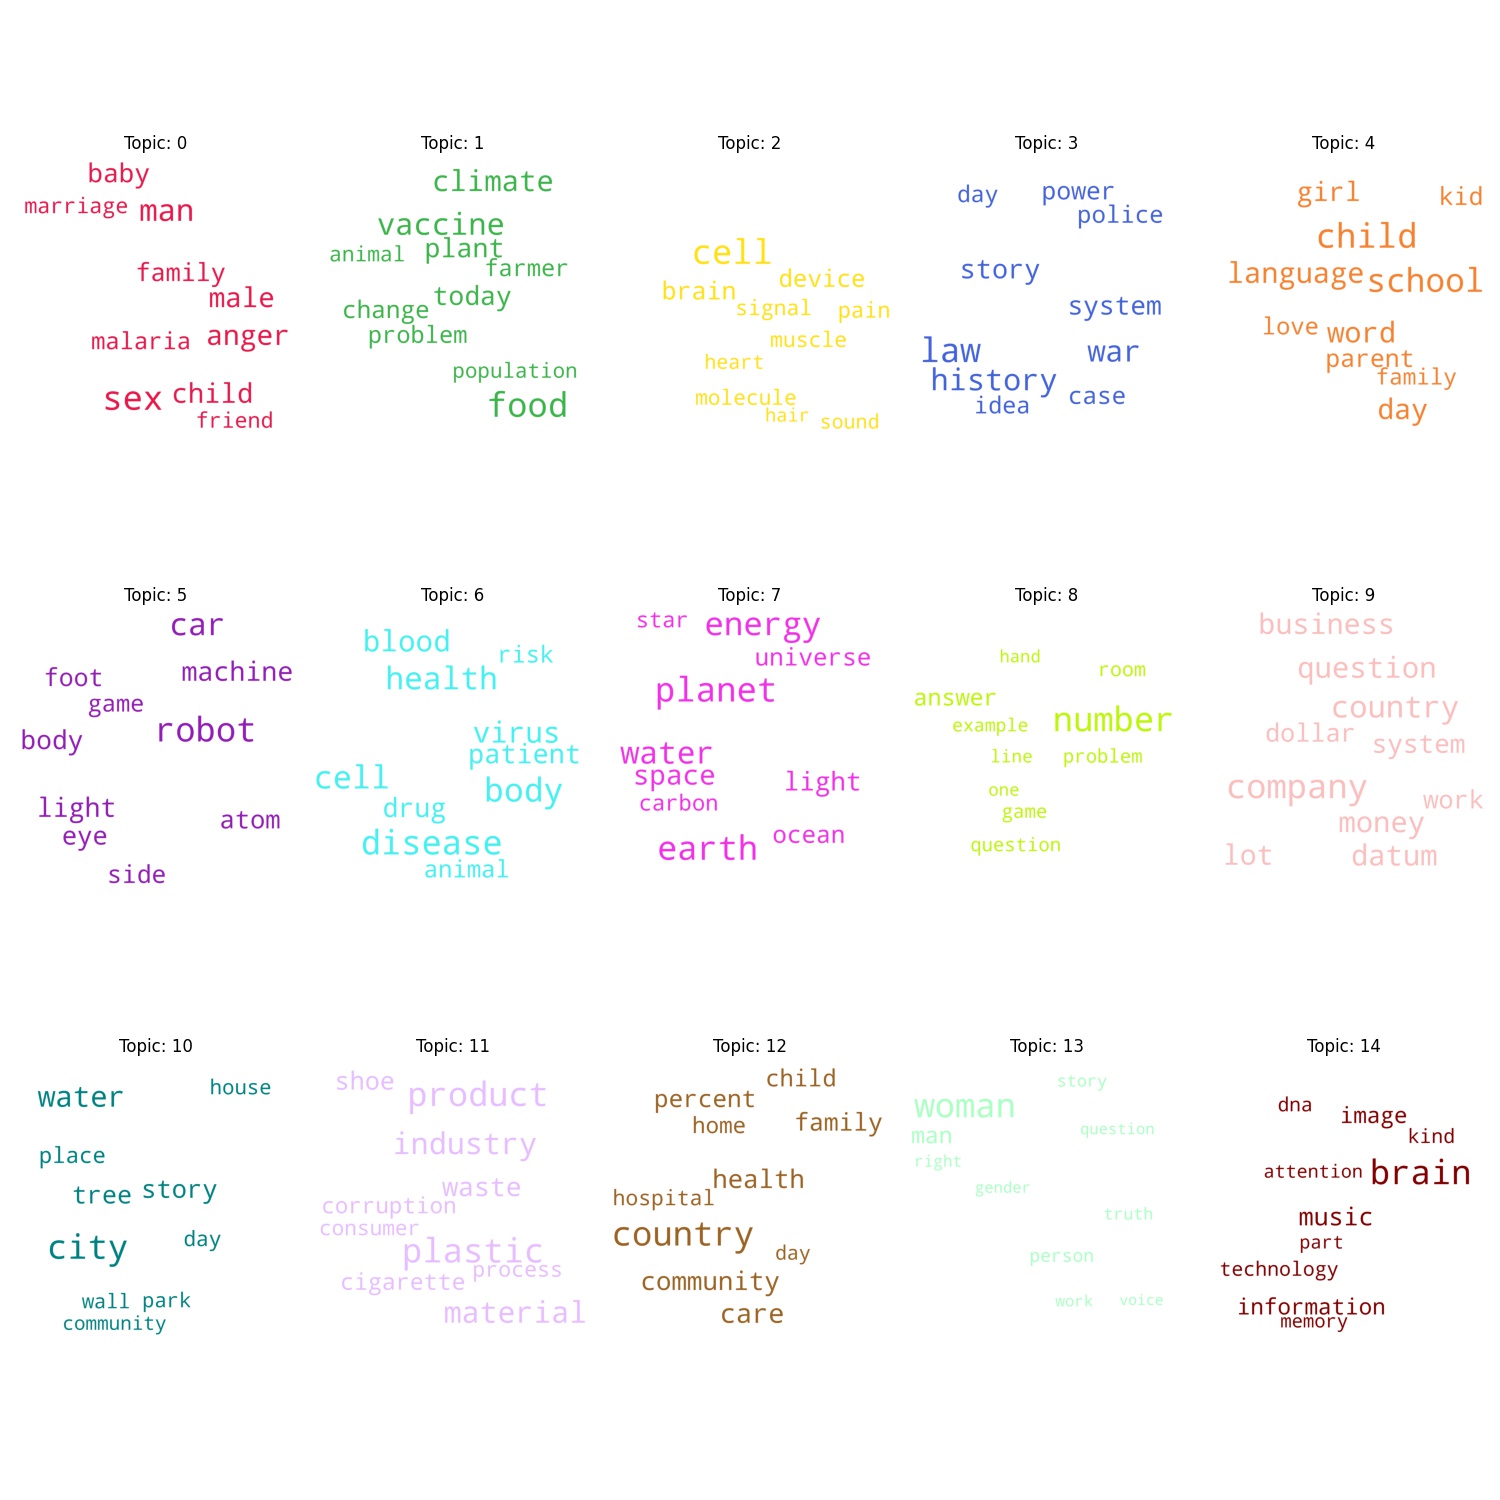 Topic: 0
baby
marriage man
family
male
malaria anger
sex child
friend
Topic: 1
climate
vaccine
animal plant
farmer
change today
problem
population
food
Topic: 2
cell
brain device
signal pain
muscle
heart
molecule
hair sound
Topic: 3
day power
police
story
system
law war
history
idea case
Topic: 4
girl kid
child
language school
love word
parent
family
day
Topic: 5
car
foot machine
game
body robot
light
eye atom
side
Topic: 6
blood
risk
health
virus
patient
cell body
drug
disease
animal
Topic: 7
star energy
universe
planet
water
space light
carbon
earth ocean
Topic: 8
hand
room
answer
example number
line problem
one
game
question
Topic: 9
business
question
country
dollar system
company work
money
lot datum
Topic: 10
water house
place
tree story
city day
wall park
community
Topic: 11
shoe product
industry
waste
corruption
consumer
plastic
cigarette process
material
Topic: 12
child
percent
home family
health
hospital
country
day
community
care
Topic: 13
story
woman
man question
right
gender
truth
person
work voice
Topic: 14
dna image
kind
attention brain
music
part
technology
information
memory